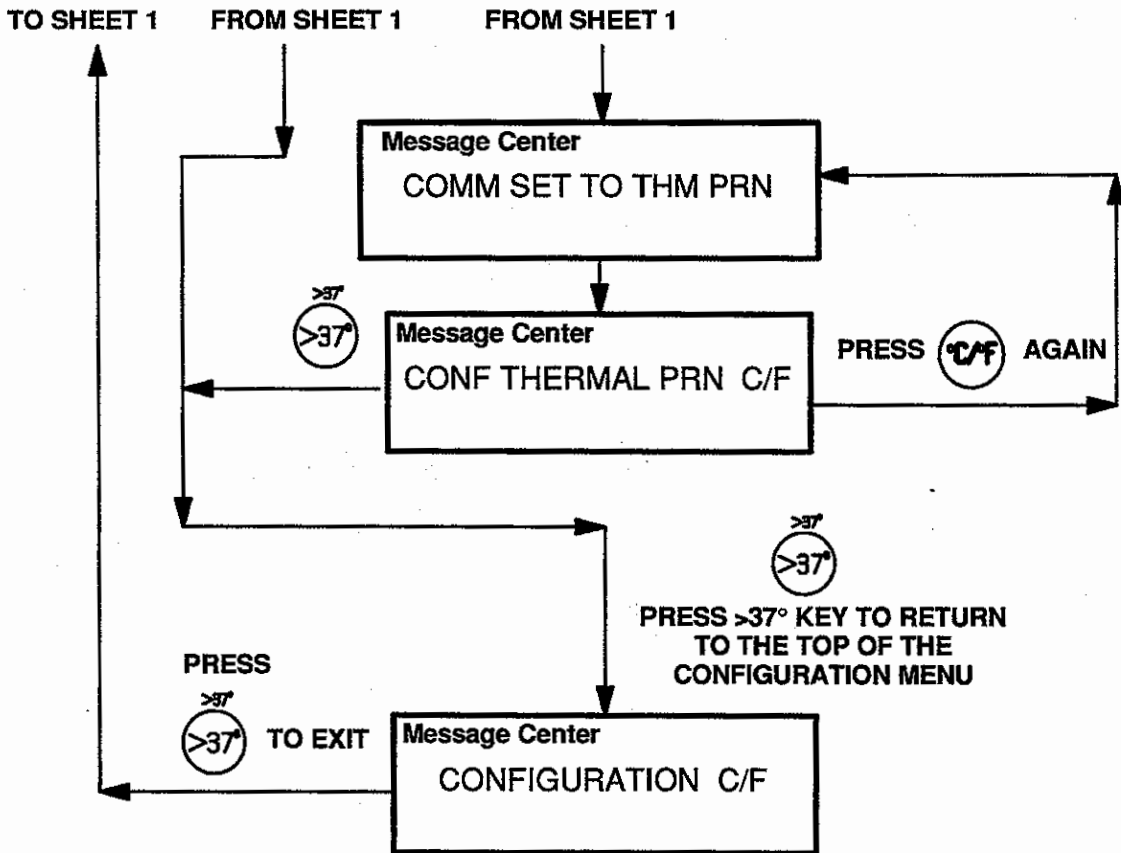 TO SHEET 1
FROM SHEET 1
FROM SHEET 1
Message Center
COMM SET TO THM PRN
>37°
>37°
Message Center
CONF THERMAL PRN C/F
PRESS °C/°F AGAIN
>37°
>37°
PRESS >37° KEY TO RETURN
TO THE TOP OF THE
CONFIGURATION MENU
PRESS
>37°
>37° TO EXIT
Message Center
CONFIGURATION C/F